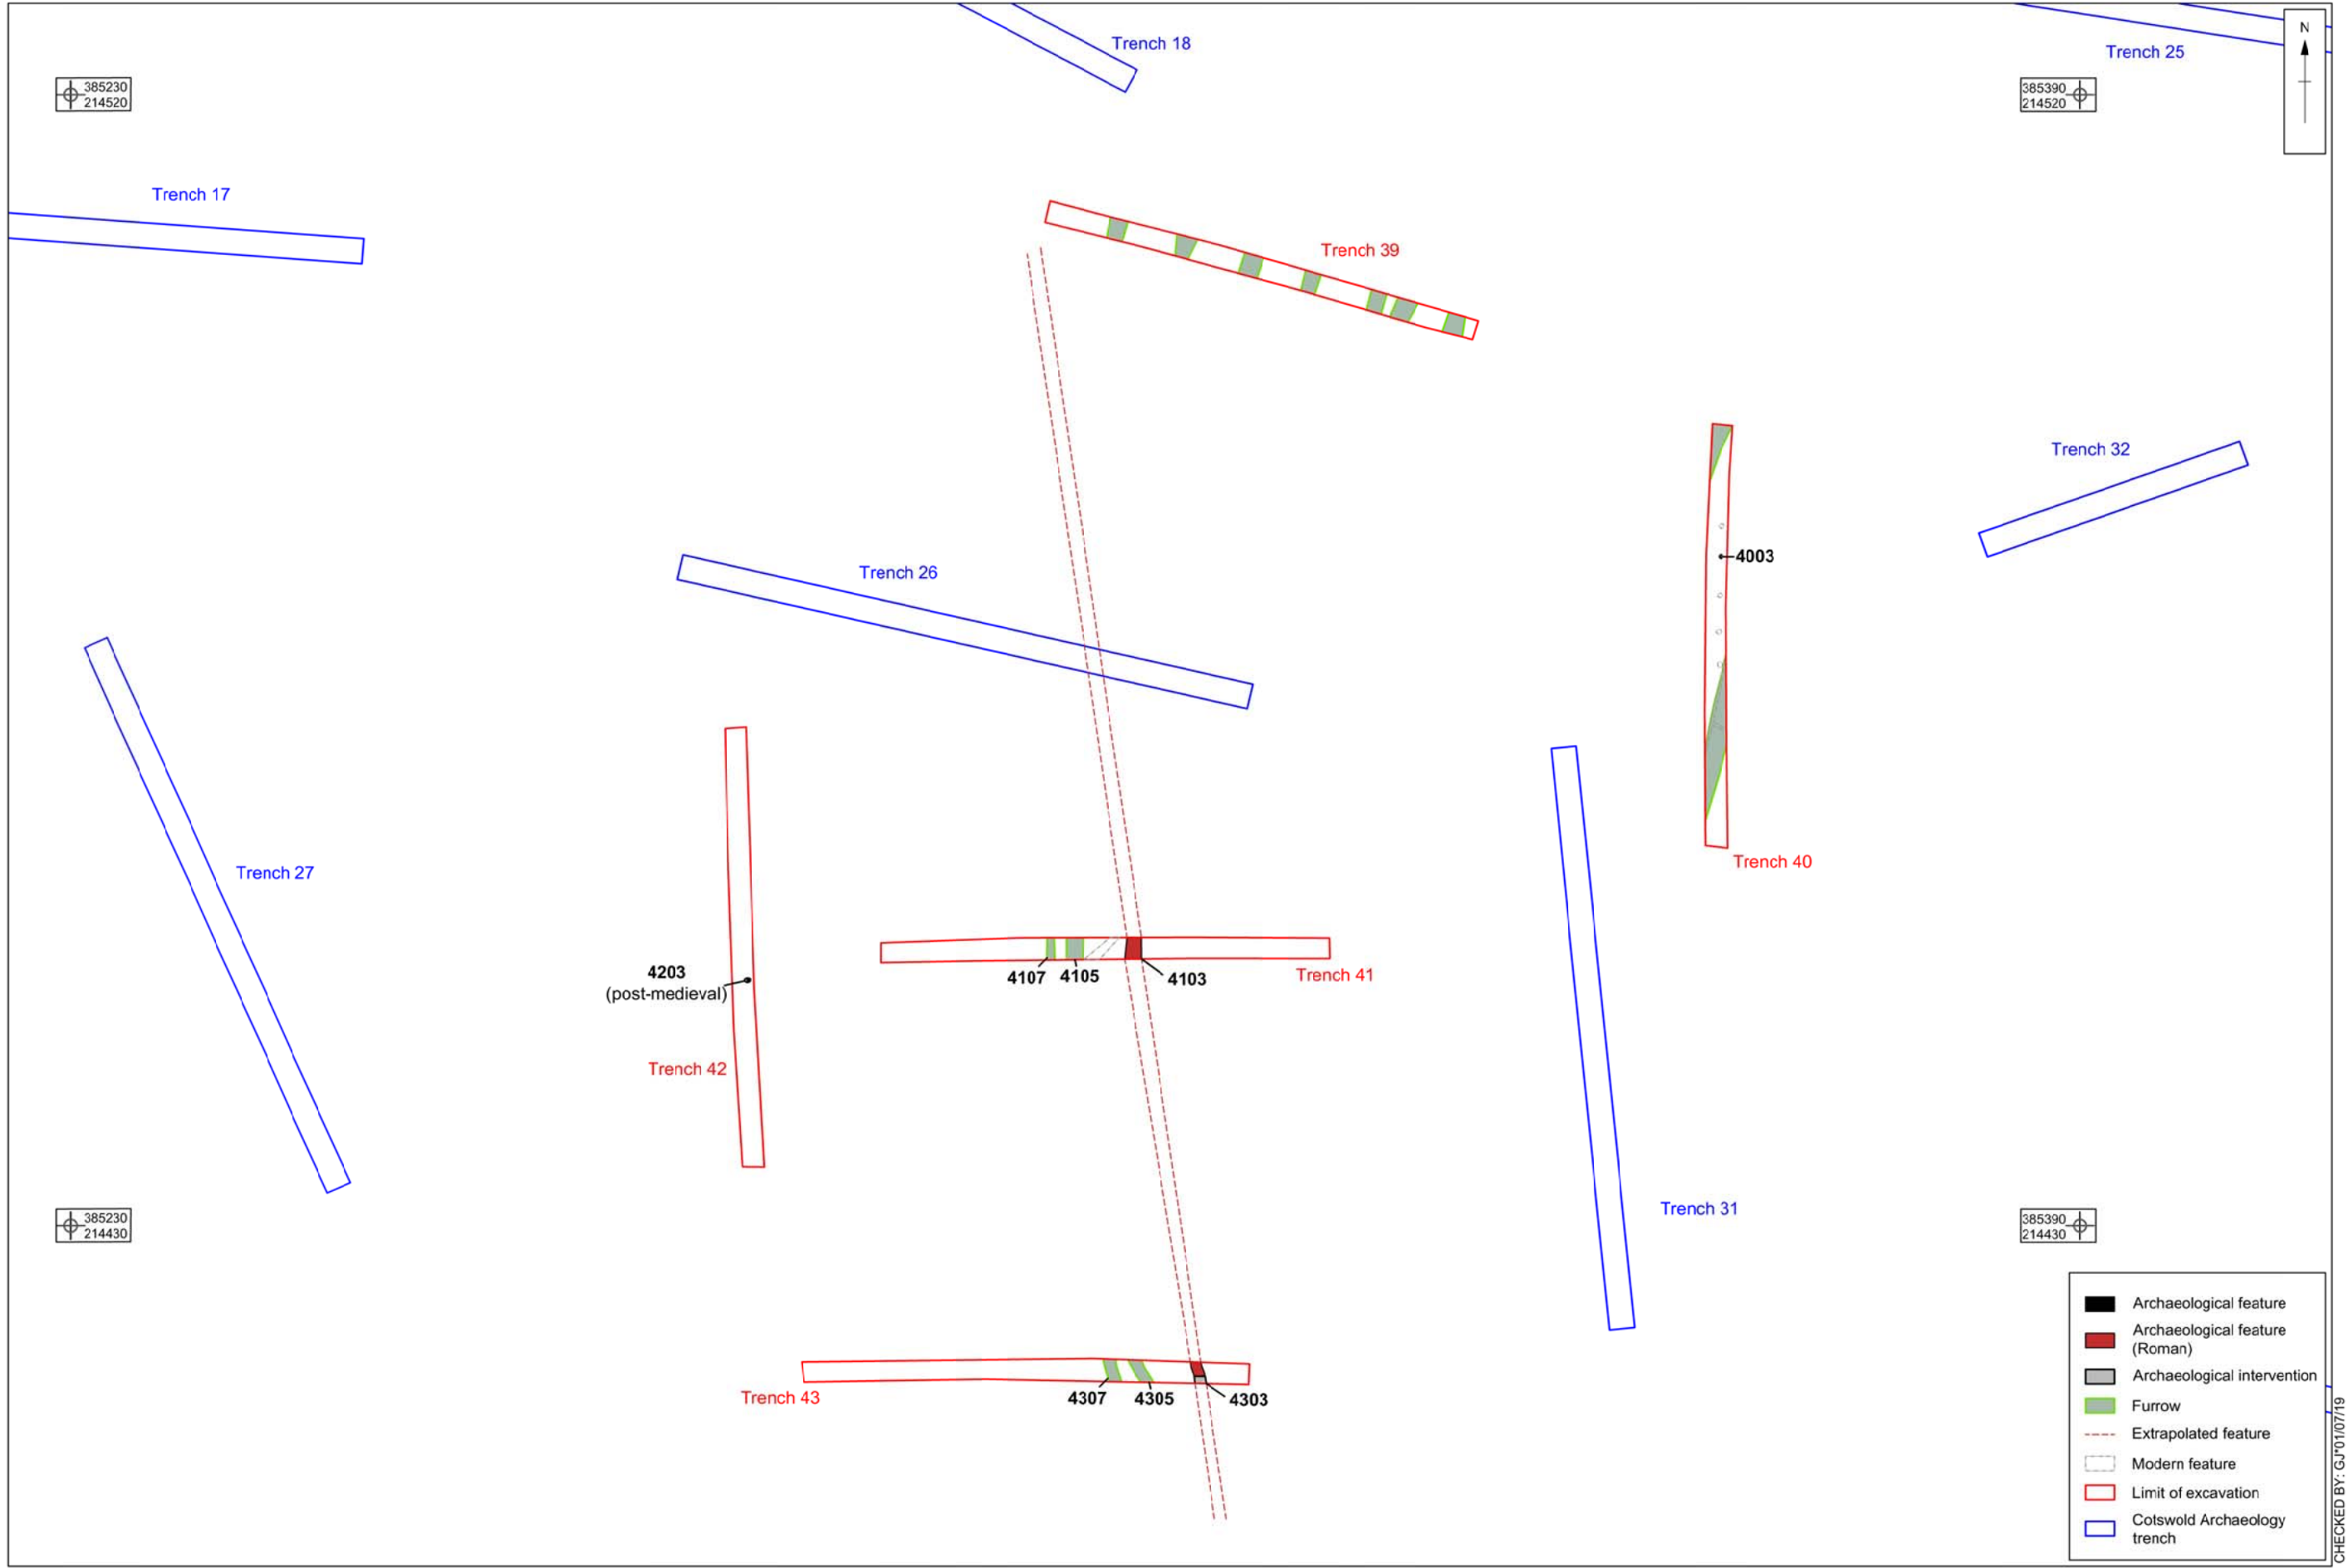 Trench 18
Trench 25
N
385230
214520
385390
214520
Trench 17
Trench 39
Trench 32
4003
Trench 26
Trench 27
Trench 40
4203
(post-medieval)
4107
4105
4103
Trench 41
Trench 42
Trench 31
385230
214430
385390
214430
Trench 43
4307
4305
4303
Archaeological feature
Archaeological feature
(Roman)
Archaeological intervention
Furrow
Extrapolated feature
Modern feature
Limit of excavation
Cotswold Archaeology
trench
CHECKED BY: GJ*01/07/19